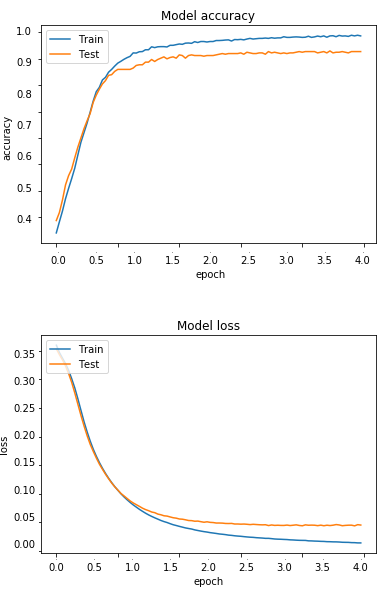 Model accuracy
1.0
0.9
0.8
0.7
0.6
0.5
0.4
accuracy
Train
Test
0.0 0.5 1.0 1.5 2.0 2.5 3.0 3.5 4.0
epoch
Model loss
0.35
0.30
0.25
0.20
0.15
0.10
0.05
0.00
loss
Train
Test
0.0 0.5 1.0 1.5 2.0 2.5 3.0 3.5 4.0
epoch